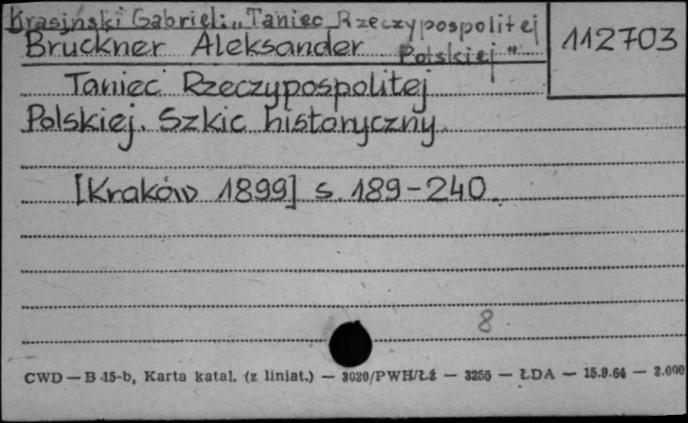 Krasiński Gabriel: „Taniec Rzeczypospolitej
Polskiej"
Bruckner Aleksander
112703
Taniec Rzeczypospolitej
Polskiej. Szkic historyczny.
[Kraków 1899] s. 189-240.
8
CWD — B 15-b, Karta katal. (z liniat.) — 3020/PWH/Łź — 3256 — ŁDA — 15.9.64 — 2.000